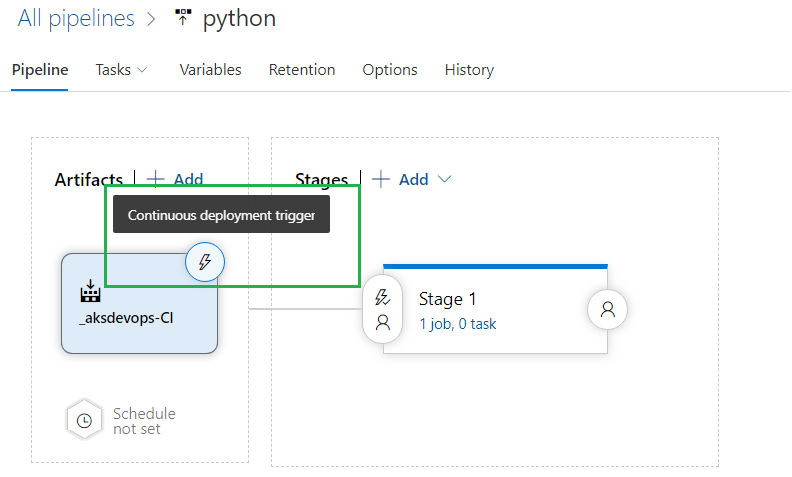 All pipelines > python
Pipeline Tasks Variables Retention Options History
Artifacts | + Add
Stages | + Add
Continuous deployment trigger
_aksdevops-CI
Stage 1
1 job, 0 task
Schedule
not set